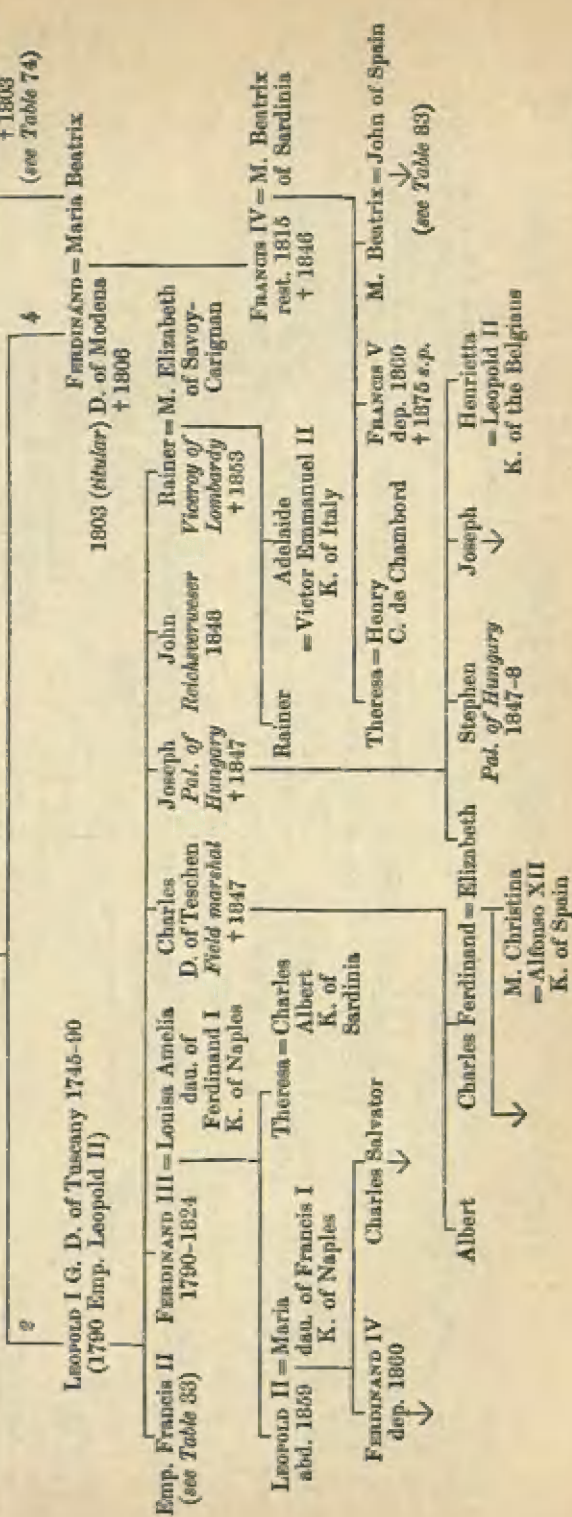 † 1803
(see Table 74)
2
4
LEOPOLD I G. D. of Tuscany 1745-90
(1790 Emp. Leopold II)
FERDINAND = Maria Beatrix
1803 (titular) D. of Modena
† 1806
Emp. Francis II
(see Table 33)
FERDINAND III = Louisa Amelia
1790-1824
dau. of
Ferdinand I
K. of Naples
Charles
D. of Teschen
Field marshal
† 1847
Joseph
Pal. of
Hungary
† 1847
John
Reichsverweser
1848
Rainer = M. Elizabeth
Viceroy of
Lombardy
† 1853
of Savoy-
Carignan
FRANCIS IV = M. Beatrix
rest. 1815
† 1846
of Sardinia
LEOPOLD II = Maria
abd. 1859
dau. of Francis I
K. of Naples
Theresa = Charles
Albert
K. of
Sardinia
Rainer
Adelaide
= Victor Emmanuel II
K. of Italy
Theresa = Henry
C. de Chambord
FRANCIS V
dep. 1860
† 1875 s.p.
M. Beatrix = John of Spain
(see Table 83)
FERDINAND IV
dep. 1860
Charles Salvator
Albert
Charles Ferdinand = Elizabeth
Stephen
Pal. of Hungary
1847-8
Joseph
Henrietta
= Leopold II
K. of the Belgians
M. Christina
= Alfonso XII
K. of Spain